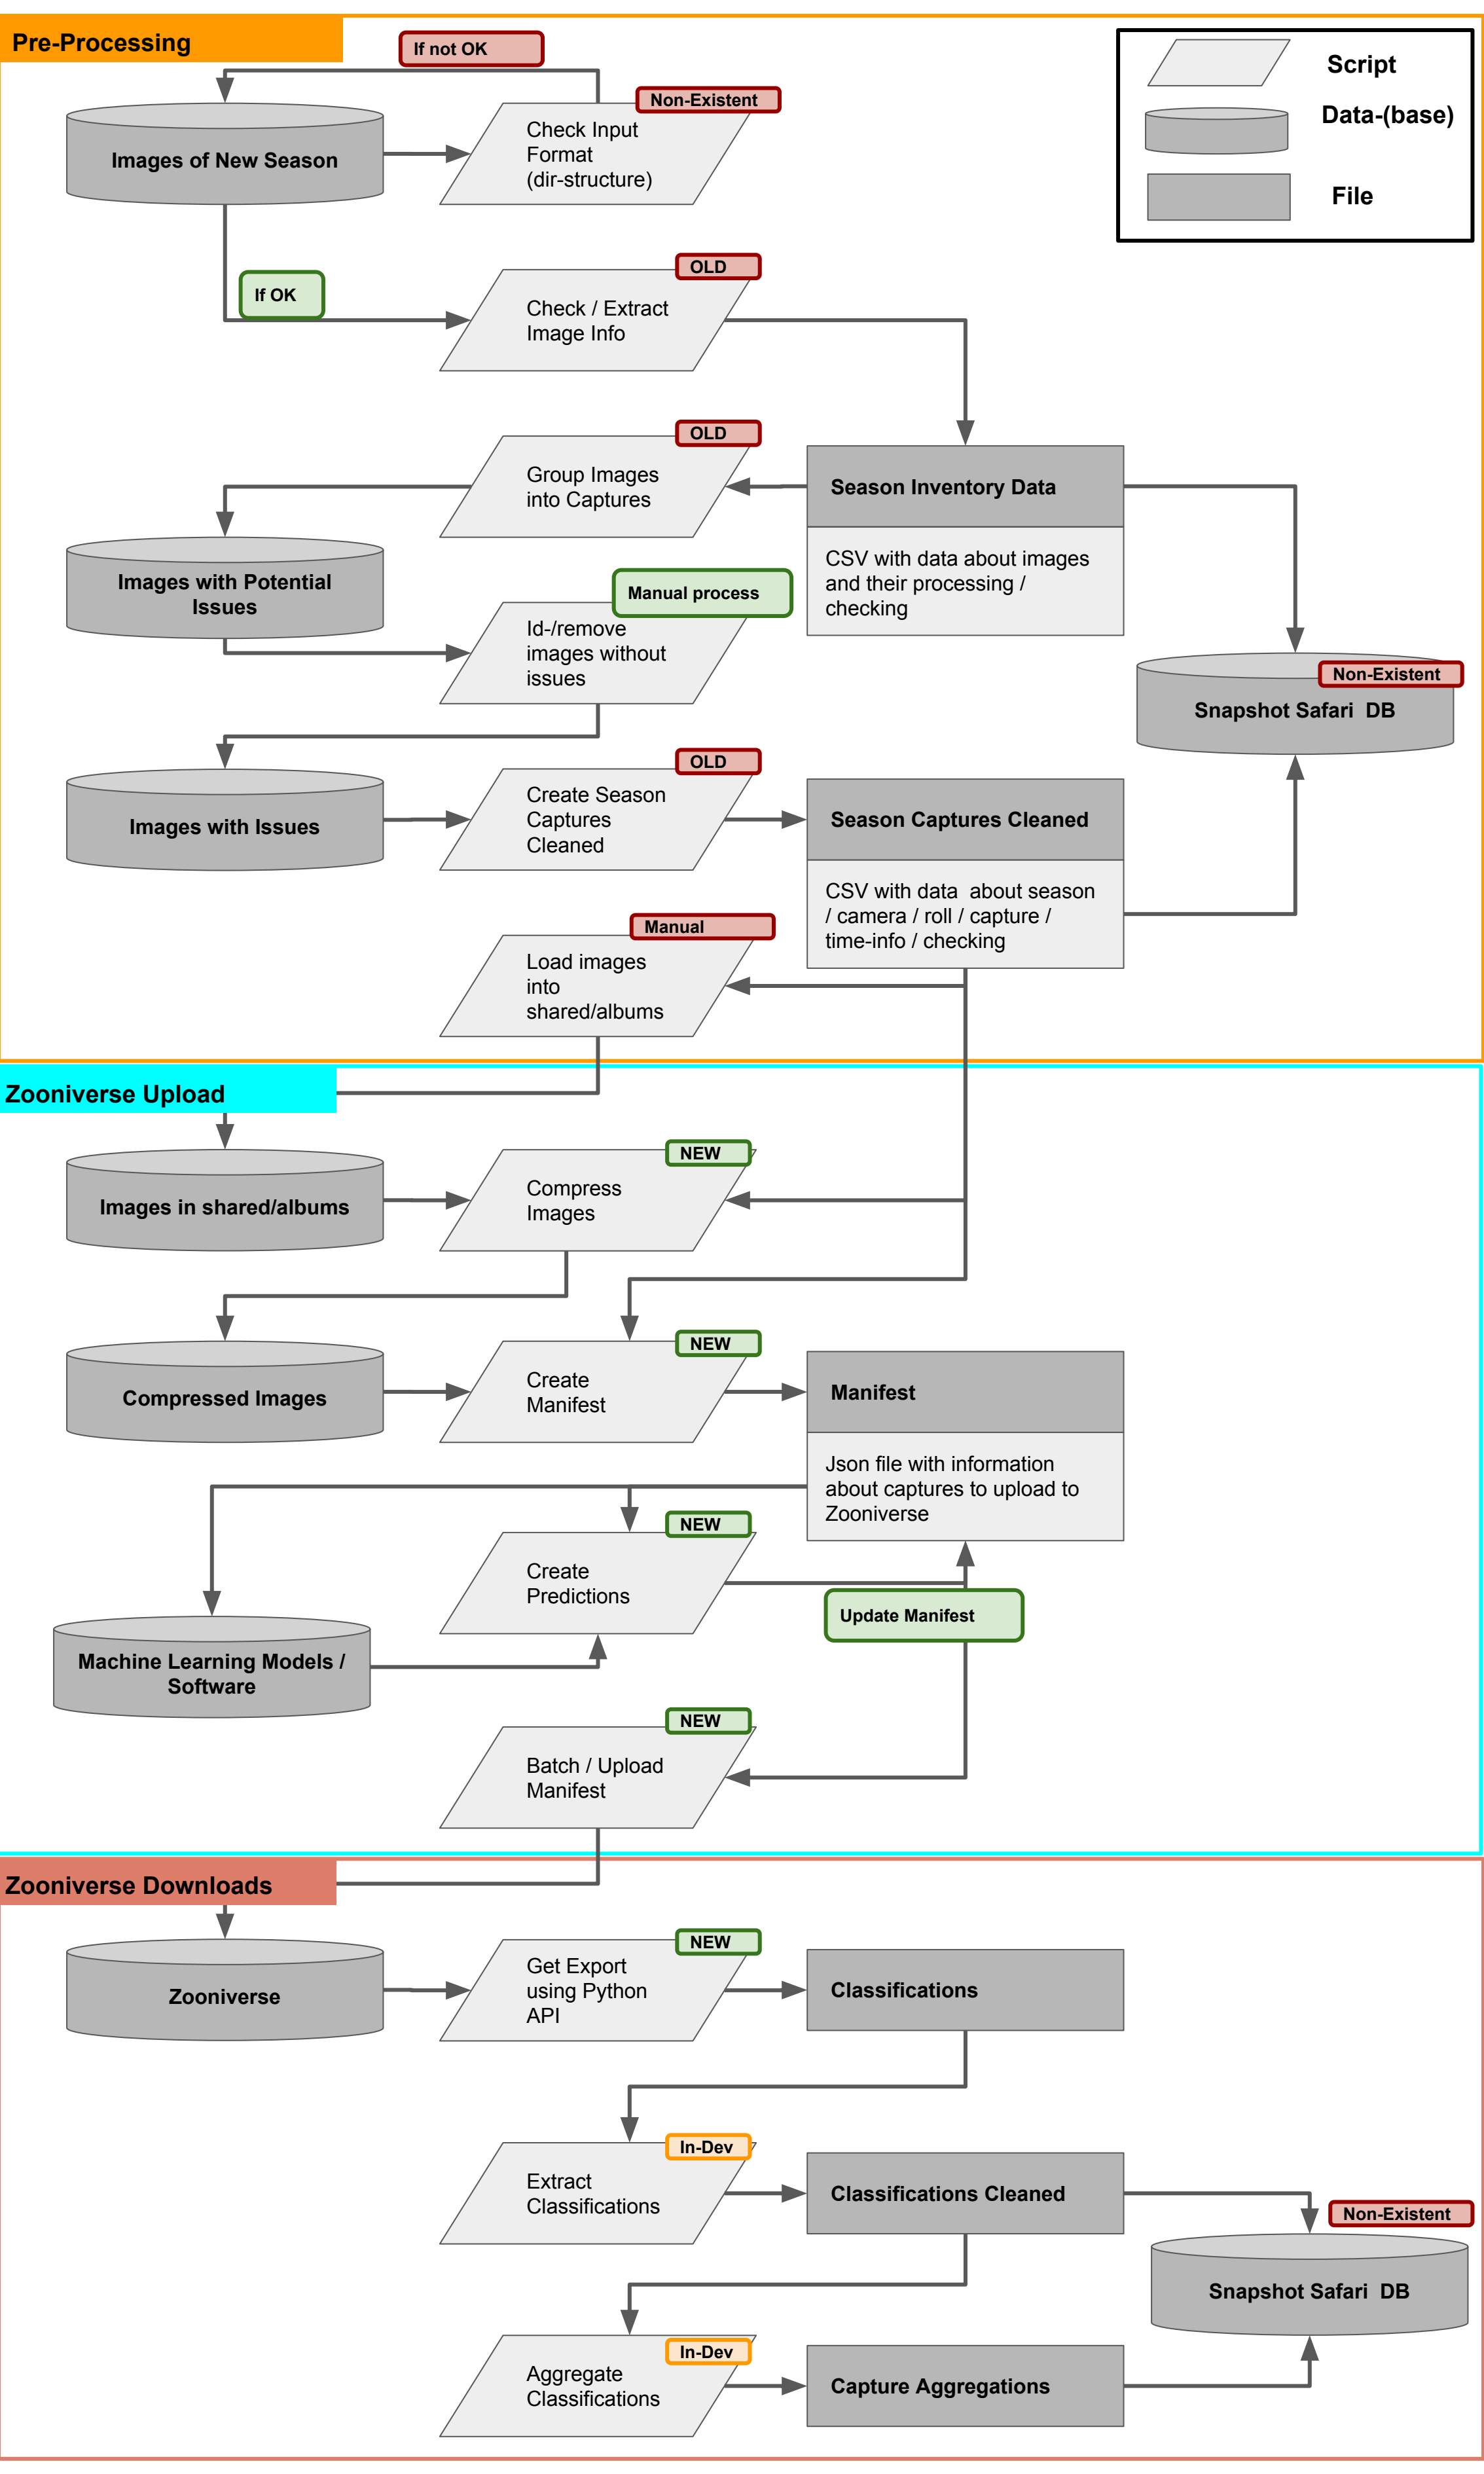 Pre-Processing
If not OK
Script
Data-(base)
File
Non-Existent
Images of New Season
Check Input
Format
(dir-structure)
If OK
OLD
Check / Extract
Image Info
OLD
Group Images
into Captures
Season Inventory Data
CSV with data about images
and their processing /
checking
Images with Potential
Issues
Manual process
Id-/remove
images without
issues
Non-Existent
Snapshot Safari  DB
Images with Issues
OLD
Create Season
Captures
Cleaned
Season Captures Cleaned
CSV with data  about season
/ camera / roll / capture /
time-info / checking
Manual
Load images
into
shared/albums
Zooniverse Upload
Images in shared/albums
NEW
Compress
Images
Compressed Images
NEW
Create
Manifest
Manifest
Json file with information
about captures to upload to
Zooniverse
NEW
Create
Predictions
Update Manifest
Machine Learning Models /
Software
NEW
Batch / Upload
Manifest
Zooniverse Downloads
Zooniverse
NEW
Get Export
using Python
API
Classifications
In-Dev
Extract
Classifications
Classifications Cleaned
Non-Existent
Snapshot Safari  DB
In-Dev
Aggregate
Classifications
Capture Aggregations